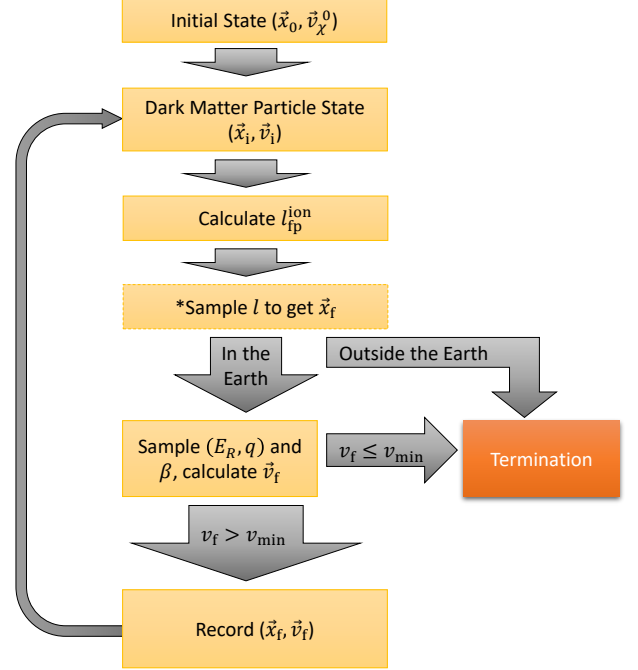 Initial State (x⃗₀, v⃗ᵪ⁰)
Dark Matter Particle State
(x⃗ᵢ, v⃗ᵢ)
Calculate l_fp^ion
*Sample l to get x⃗_f
In the
Earth
Outside the Earth
Sample (E_R, q) and
β, calculate v⃗_f
v_f ≤ v_min
Termination
v_f > v_min
Record (x⃗_f, v⃗_f)